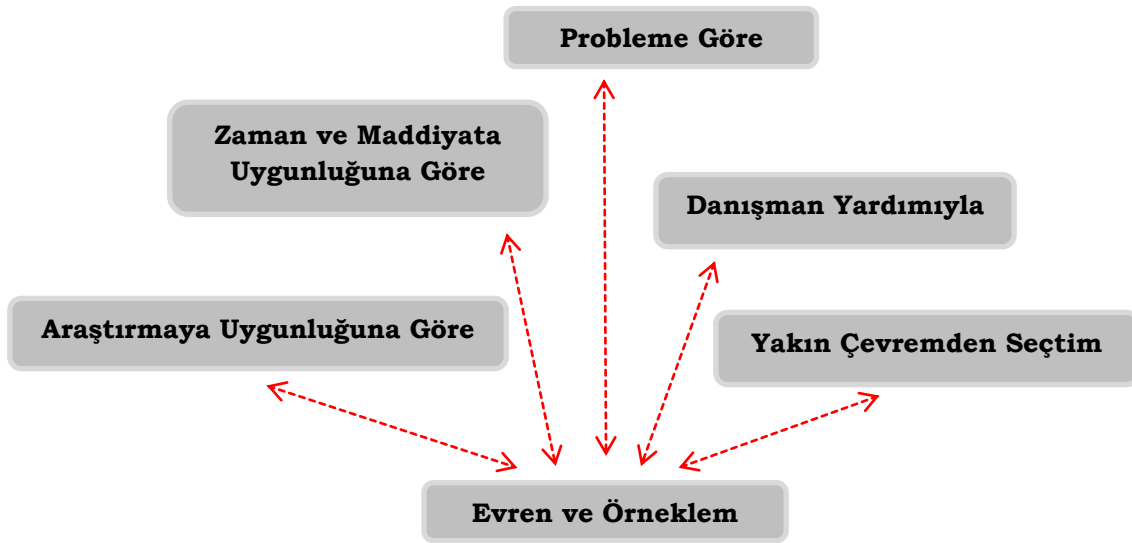 Probleme Göre
Zaman ve Maddiyata
Uygunluğuna Göre
Danışman Yardımıyla
Araştırmaya Uygunluğuna Göre
Yakın Çevremden Seçtim
Evren ve Örneklem